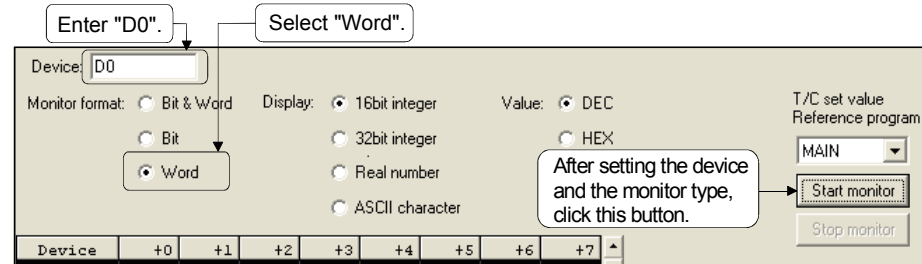 Enter "D0".
Select "Word".
Device: D0
Monitor format: Bit & Word Display: 16bit integer Value: DEC
Bit 32bit integer HEX
Word Real number
ASCII character
T/C set value
Reference program
MAIN
After setting the device
and the monitor type,
click this button.
Start monitor
Stop monitor
Device +0 +1 +2 +3 +4 +5 +6 +7